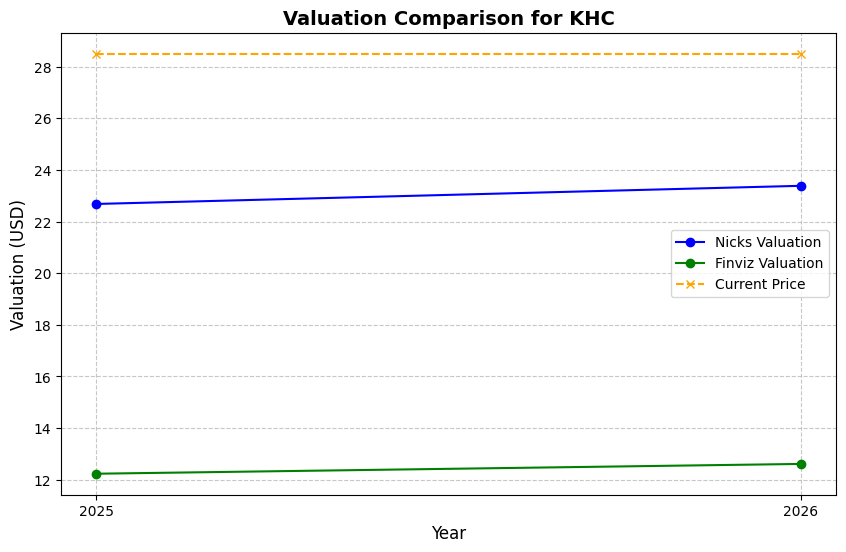 Valuation Comparison for KHC
Valuation (USD)
28
26
24
22
20
18
16
14
12
Nicks Valuation
Finviz Valuation
Current Price
2025
2026
Year